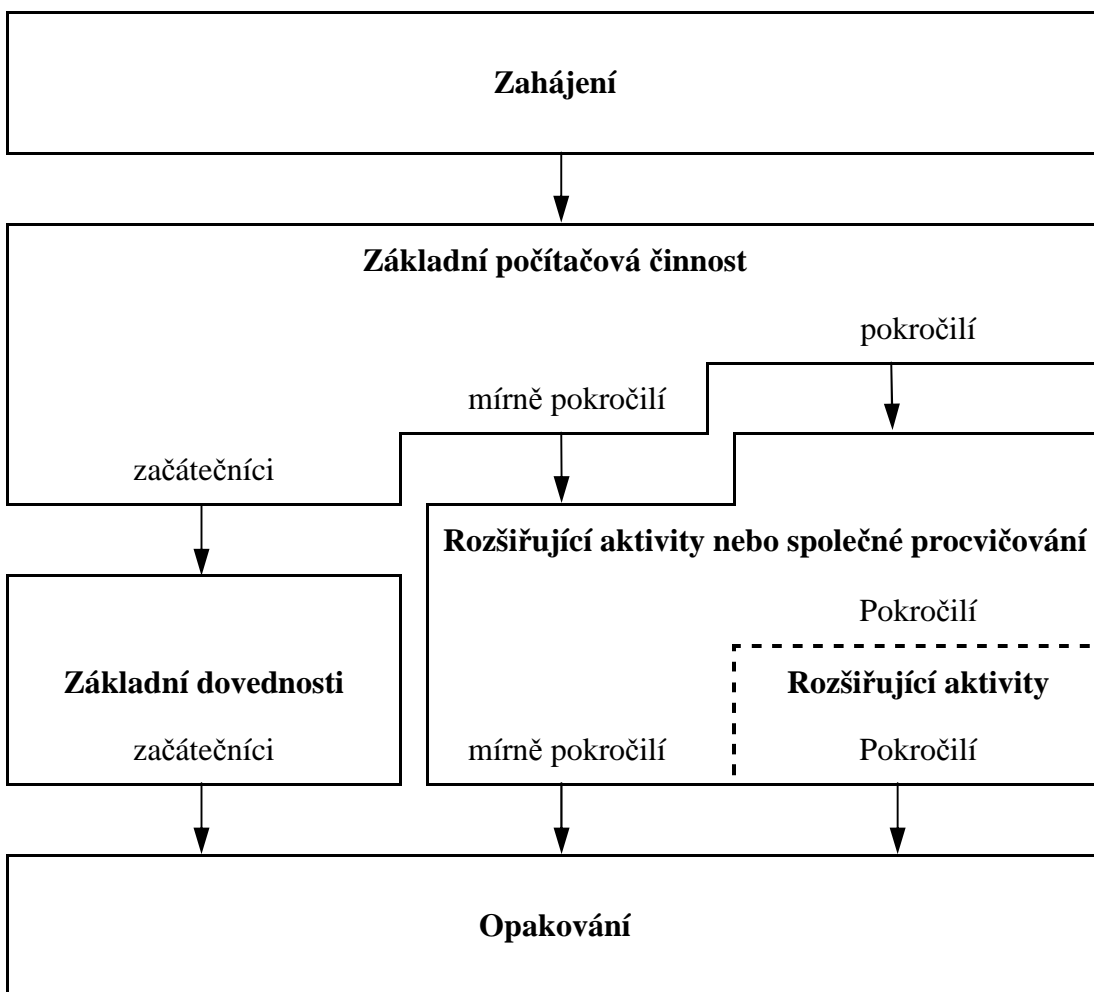 Zahájení
Základní počítačová činnost
pokročilí
mírně pokročilí
začátečníci
Rozšiřující aktivity nebo společné procvičování
Pokročilí
Základní dovednosti
Rozšiřující aktivity
začátečníci
mírně pokročilí
Pokročilí
Opakování